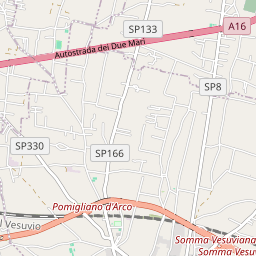 SP133
A16
Autostrada dei Due Mari
SP8
SP330
SP166
Pomigliano d'Arco
Vesuvio
Somma Vesuviana
Somma Vesu